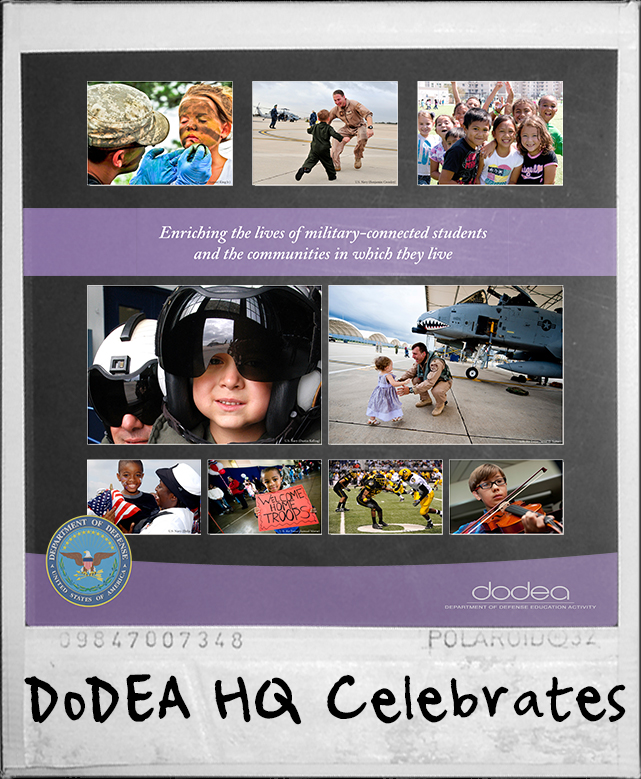 Enriching the lives of military-connected students
and the communities in which they live
WELCOME
HOME
TROOPS
DEPARTMENT OF DEFENSE
UNITED STATES OF AMERICA
dodea
DEPARTMENT OF DEFENSE EDUCATION ACTIVITY
09847007348
POLAROID
DoDEA HQ Celebrates